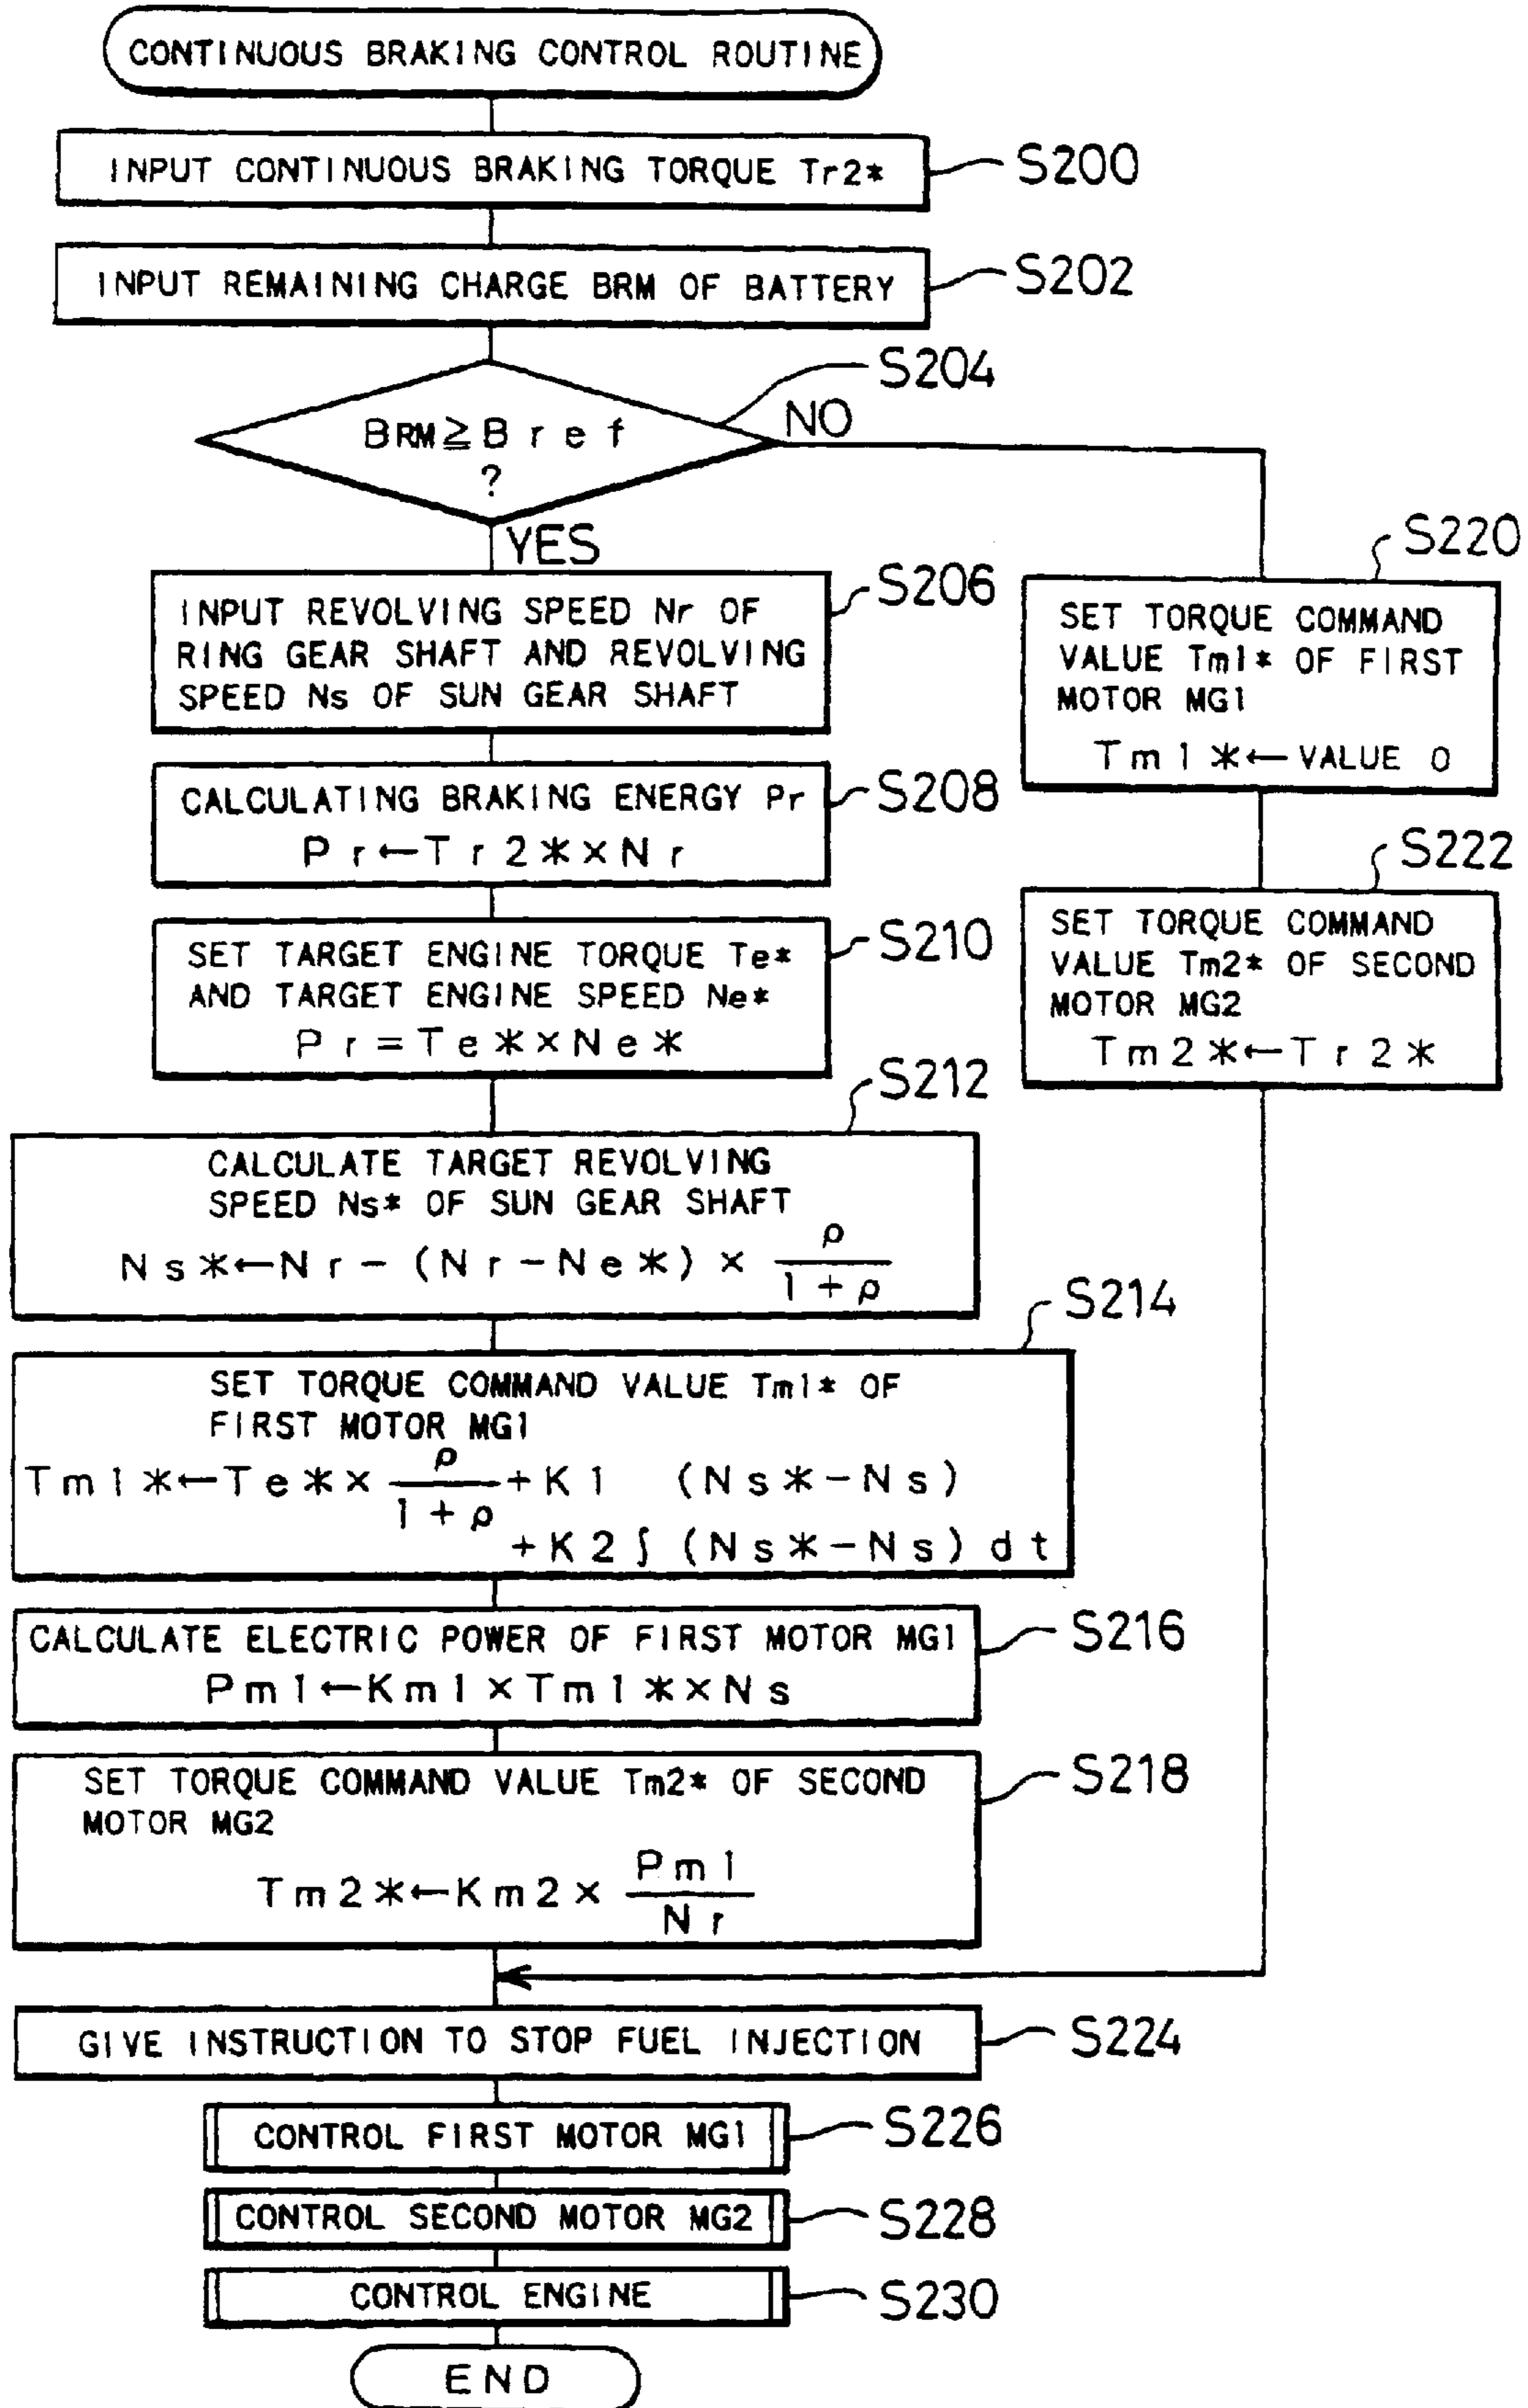 CONTINUOUS BRAKING CONTROL ROUTINE
INPUT CONTINUOUS BRAKING TORQUE Tr2*
S200
INPUT REMAINING CHARGE BRM OF BATTERY
S202
S204
BRM≧Bref
?
NO
YES
INPUT REVOLVING SPEED Nr OF
RING GEAR SHAFT AND REVOLVING
SPEED Ns OF SUN GEAR SHAFT
S206
CALCULATING BRAKING ENERGY Pr
Pr←Tr2*×Nr
S208
SET TARGET ENGINE TORQUE Te*
AND TARGET ENGINE SPEED Ne*
Pr=Te*×Ne*
S210
S220
SET TORQUE COMMAND
VALUE Tm1* OF FIRST
MOTOR MG1
Tm1*←VALUE 0
S222
SET TORQUE COMMAND
VALUE Tm2* OF SECOND
MOTOR MG2
Tm2*←Tr2*
S212
CALCULATE TARGET REVOLVING
SPEED Ns* OF SUN GEAR SHAFT
Ns*←Nr-(Nr-Ne*)× ρ/1+ρ
S214
SET TORQUE COMMAND VALUE Tm1* OF
FIRST MOTOR MG1
Tm1*←Te*× ρ/1+ρ +K1 (Ns*-Ns)
+K2∫(Ns*-Ns)dt
CALCULATE ELECTRIC POWER OF FIRST MOTOR MG1
Pm1←Km1×Tm1*×Ns
S216
SET TORQUE COMMAND VALUE Tm2* OF SECOND
MOTOR MG2
Tm2*←Km2× Pm1/Nr
S218
GIVE INSTRUCTION TO STOP FUEL INJECTION
S224
CONTROL FIRST MOTOR MG1
S226
CONTROL SECOND MOTOR MG2
S228
CONTROL ENGINE
S230
END